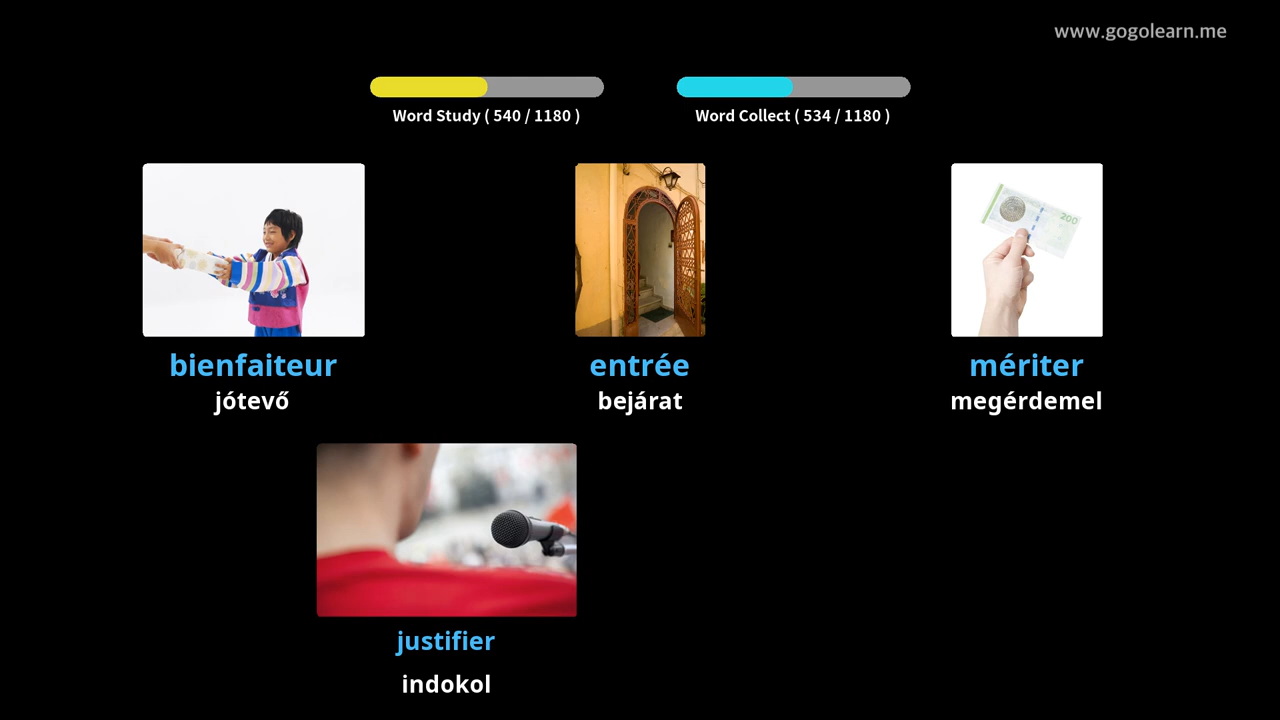 www.gogolearn.me
Word Study ( 540 / 1180 )
Word Collect ( 534 / 1180 )
200
bienfaiteur
entrée
mériter
jótevő
bejárat
megérdemel
justifier
indokol